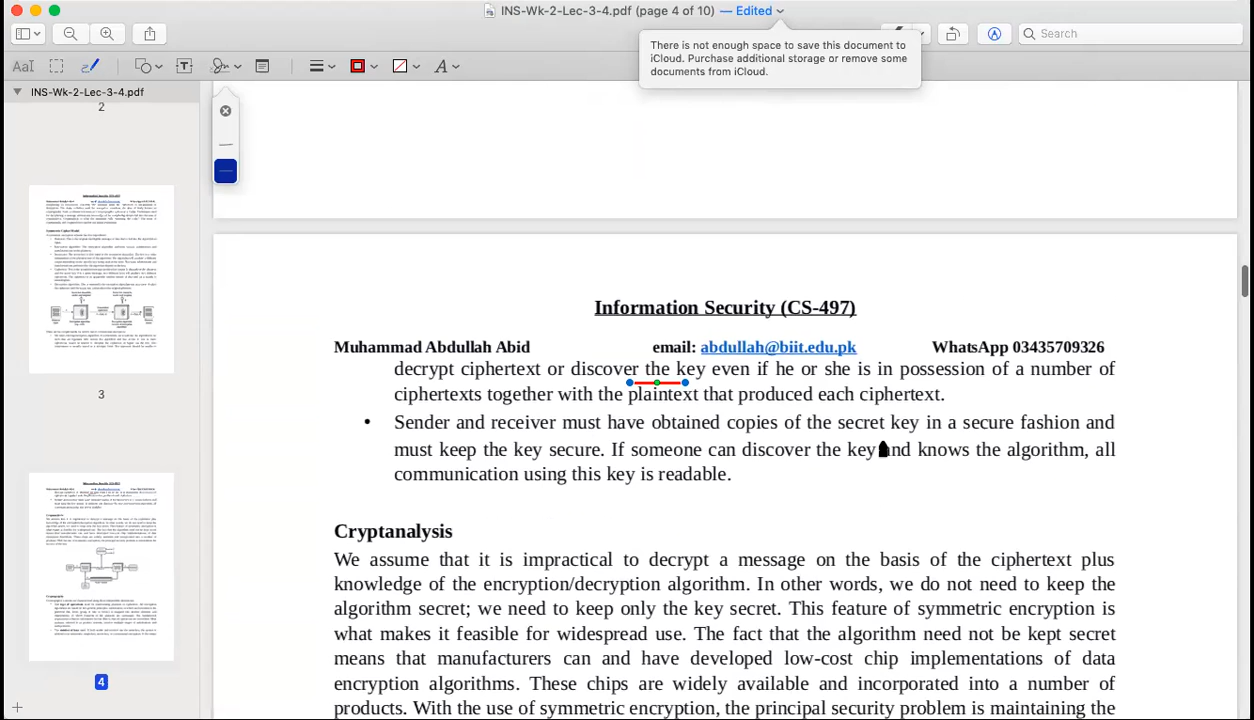 INS-Wk-2-Lec-3-4.pdf (page 4 of 10) — Edited
There is not enough space to save this document to
iCloud. Purchase additional storage or remove some
documents from iCloud.
Search
AaI
T
A
INS-Wk-2-Lec-3-4.pdf
2
3
4
Information Security (CS-497)
Muhammad Abdullah Abid email: abdullah@biit.edu.pk WhatsApp 03435709326
decrypt ciphertext or discover the key even if he or she is in possession of a number of
ciphertexts together with the plaintext that produced each ciphertext.
• Sender and receiver must have obtained copies of the secret key in a secure fashion and
must keep the key secure. If someone can discover the key and knows the algorithm, all
communication using this key is readable.
Cryptanalysis
We assume that it is impractical to decrypt a message on the basis of the ciphertext plus
knowledge of the encryption/decryption algorithm. In other words, we do not need to keep the
algorithm secret; we need to keep only the key secret. This feature of symmetric encryption is
what makes it feasible for widespread use. The fact that the algorithm need not be kept secret
means that manufacturers can and have developed low-cost chip implementations of data
encryption algorithms. These chips are widely available and incorporated into a number of
products. With the use of symmetric encryption, the principal security problem is maintaining the